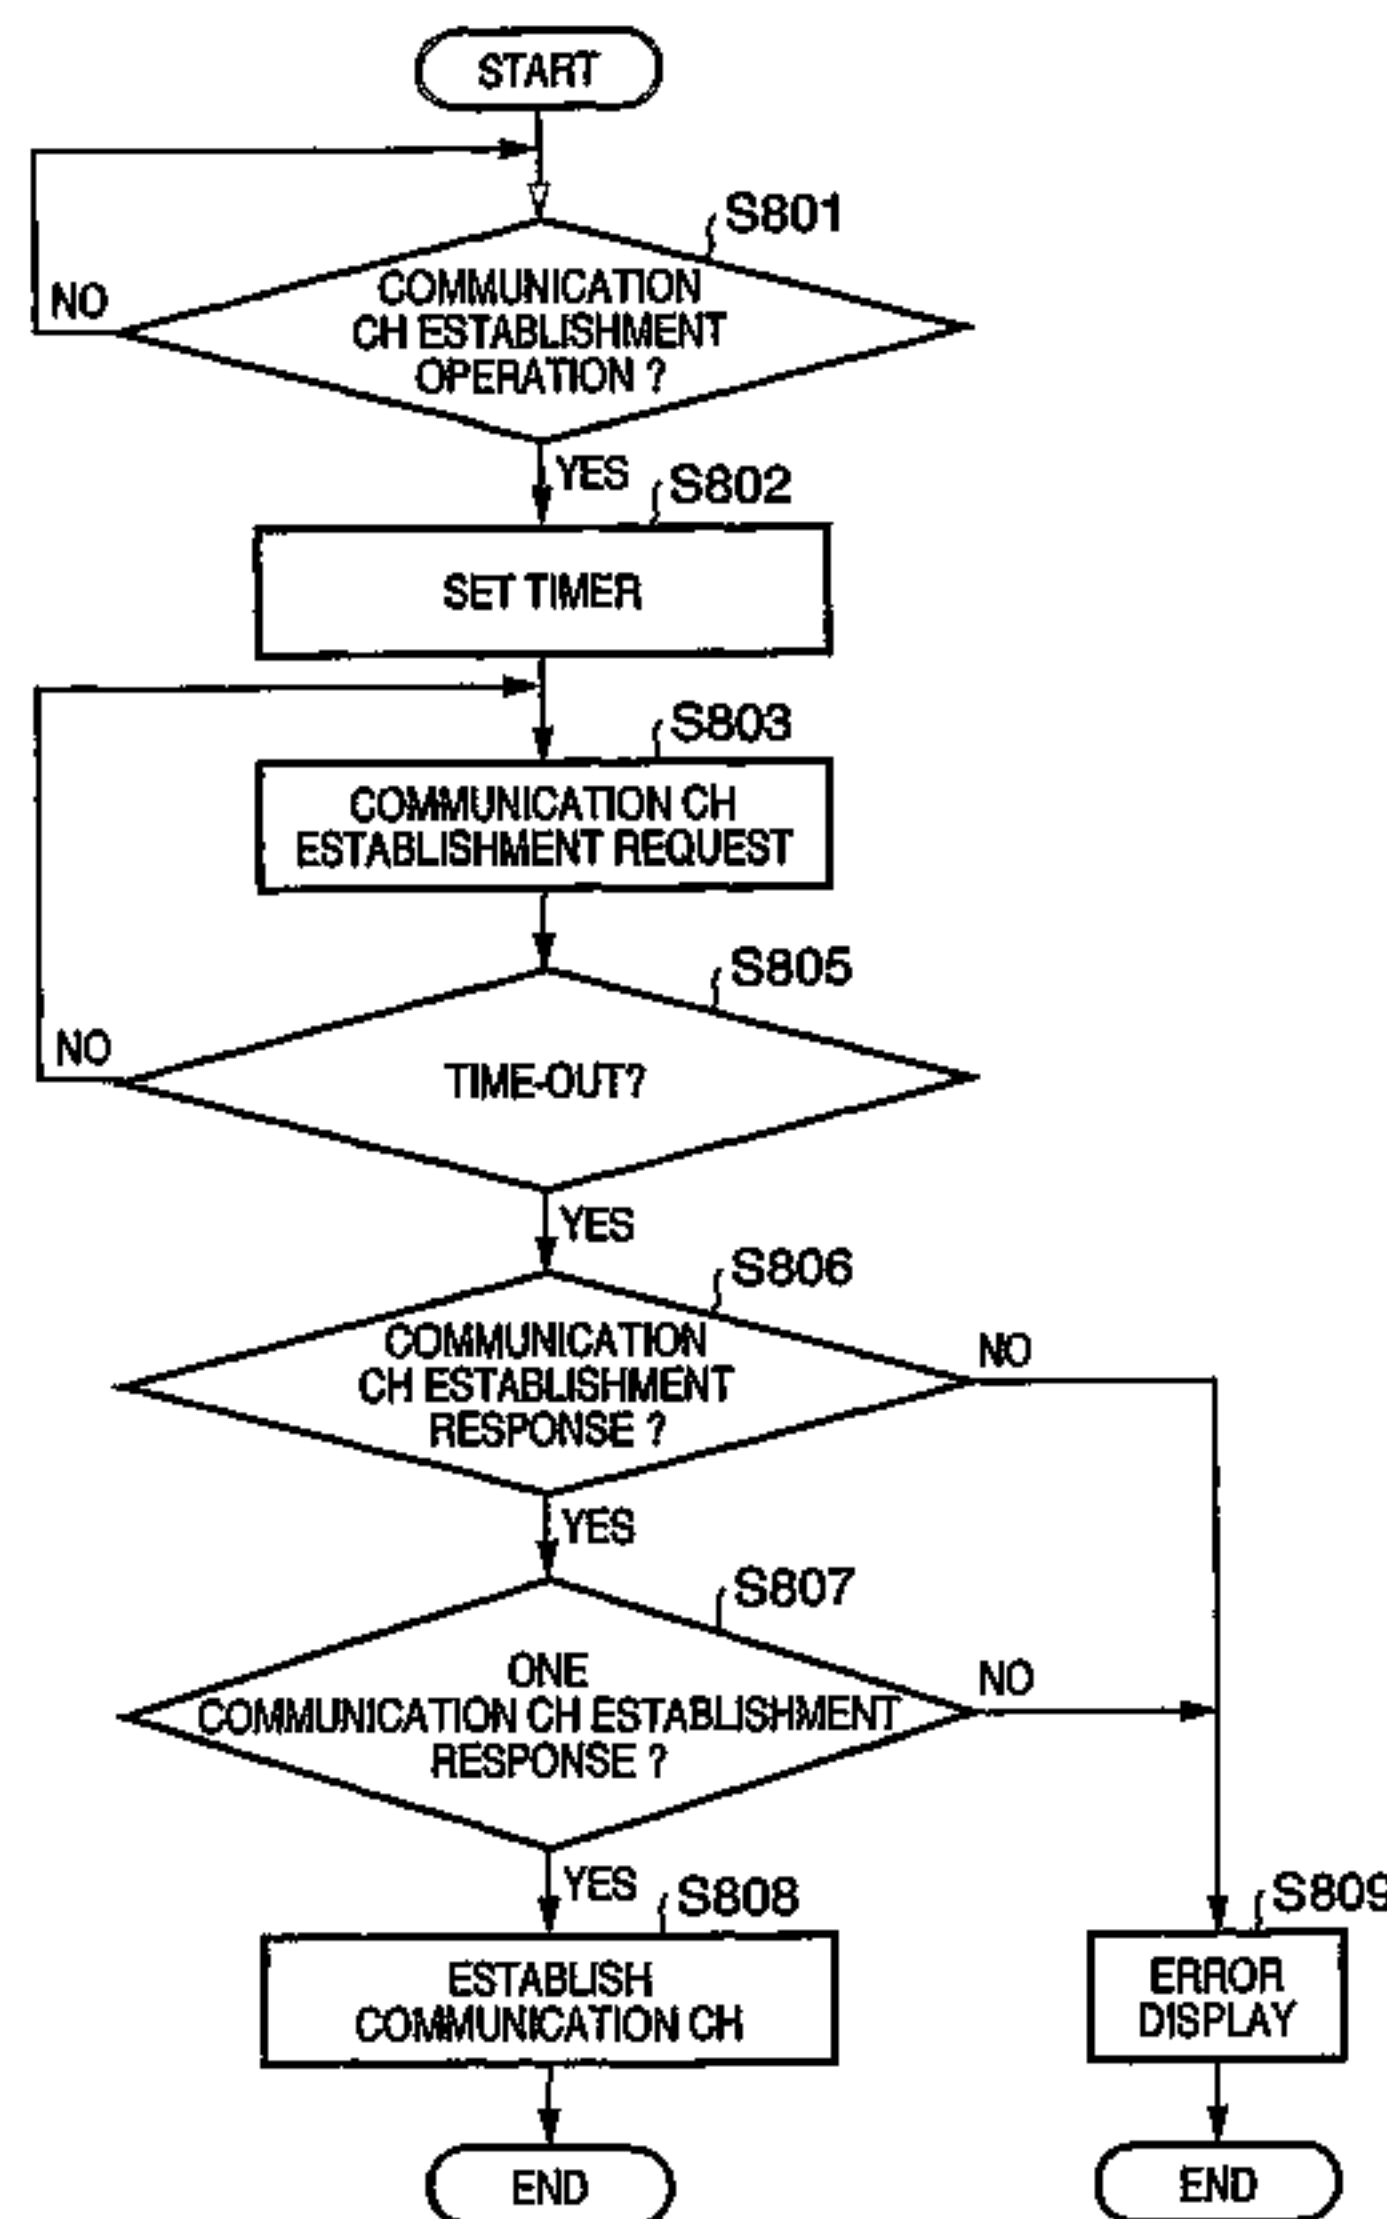 START
S801
COMMUNICATION
CH ESTABLISHMENT
OPERATION ?
NO
YES
S802
SET TIMER
S803
COMMUNICATION CH
ESTABLISHMENT REQUEST
S805
TIME-OUT?
NO
YES
S806
COMMUNICATION
CH ESTABLISHMENT
RESPONSE ?
NO
YES
S807
ONE
COMMUNICATION CH ESTABLISHMENT
RESPONSE ?
NO
YES
S808
ESTABLISH
COMMUNICATION CH
S809
ERROR
DISPLAY
END
END